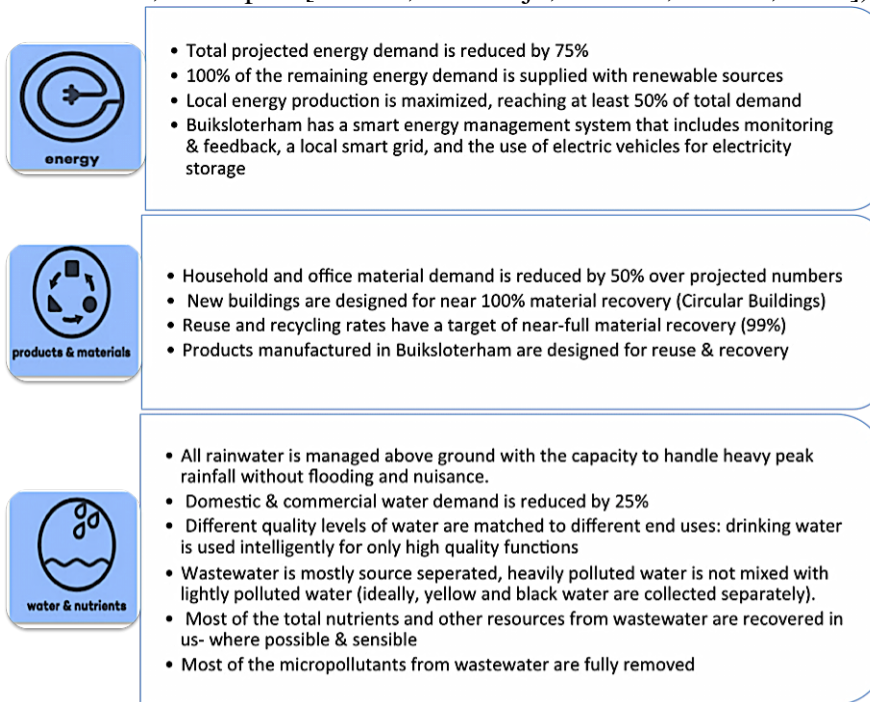 • Total projected energy demand is reduced by 75%
• 100% of the remaining energy demand is supplied with renewable sources
• Local energy production is maximized, reaching at least 50% of total demand
• Buiksloterham has a smart energy management system that includes monitoring
& feedback, a local smart grid, and the use of electric vehicles for electricity
storage
energy
• Household and office material demand is reduced by 50% over projected numbers
• New buildings are designed for near 100% material recovery (Circular Buildings)
• Reuse and recycling rates have a target of near-full material recovery (99%)
• Products manufactured in Buiksloterham are designed for reuse & recovery
products & materials
• All rainwater is managed above ground with the capacity to handle heavy peak
rainfall without flooding and nuisance.
• Domestic & commercial water demand is reduced by 25%
• Different quality levels of water are matched to different end uses: drinking water
is used intelligently for only high quality functions
• Wastewater is mostly source seperated, heavily polluted water is not mixed with
lightly polluted water (ideally, yellow and black water are collected separately).
• Most of the total nutrients and other resources from wastewater are recovered in
us- where possible & sensible
• Most of the micropollutants from wastewater are fully removed
water & nutrients